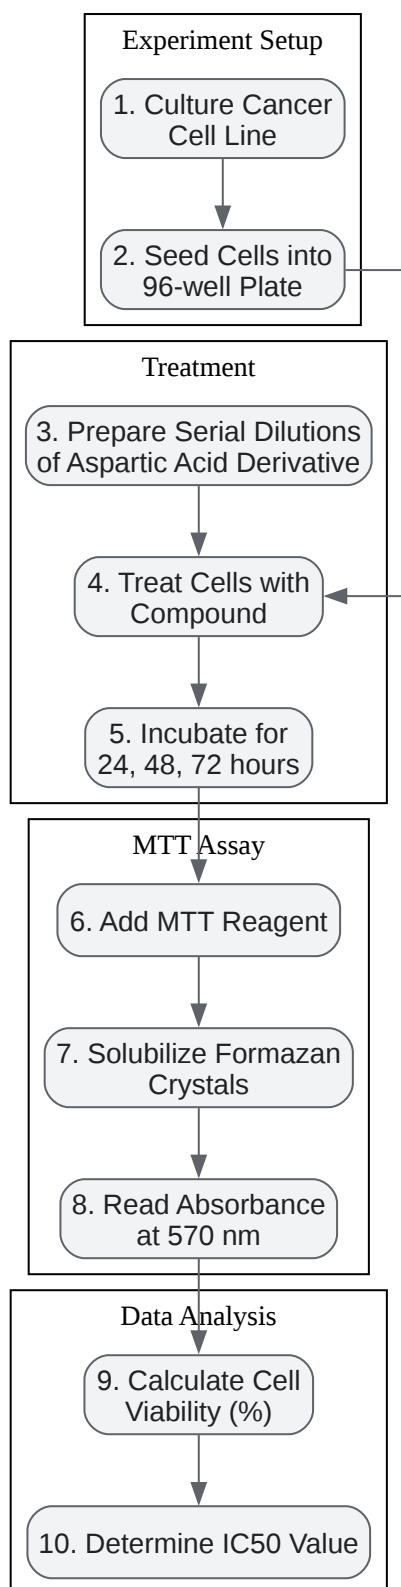 Experiment Setup
1. Culture Cancer
Cell Line
2. Seed Cells into
96-well Plate
Treatment
3. Prepare Serial Dilutions
of Aspartic Acid Derivative
4. Treat Cells with
Compound
5. Incubate for
24, 48, 72 hours
MTT Assay
6. Add MTT Reagent
7. Solubilize Formazan
Crystals
8. Read Absorbance
at 570 nm
Data Analysis
9. Calculate Cell
Viability (%)
10. Determine IC50 Value